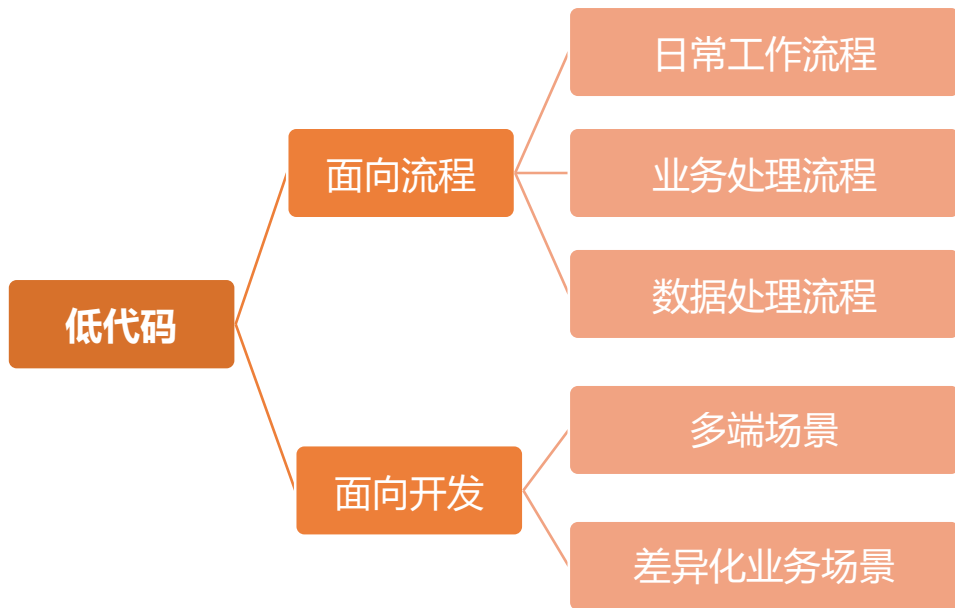 日常工作流程
面向流程
业务处理流程
数据处理流程
低代码
多端场景
面向开发
差异化业务场景